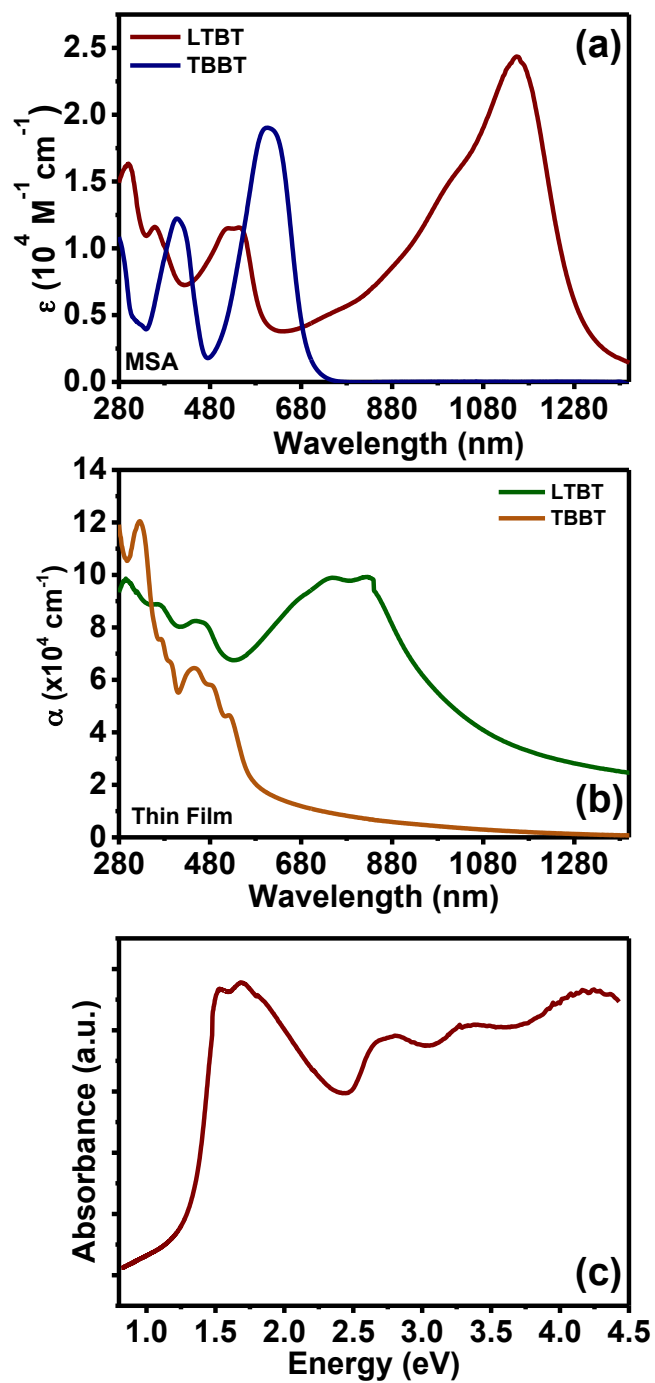 LTBT
TBBT
(a)
2.5
2.0
1.5
1.0
0.5
0.0
ε (10⁴ M⁻¹ cm⁻¹)
MSA
280 480 680 880 1080 1280
Wavelength (nm)
14
12
10
8
6
4
2
0
α (x10⁴ cm⁻¹)
LTBT
TBBT
Thin Film
(b)
280 480 680 880 1080 1280
Wavelength (nm)
Absorbance (a.u.)
(c)
1.0 1.5 2.0 2.5 3.0 3.5 4.0 4.5
Energy (eV)